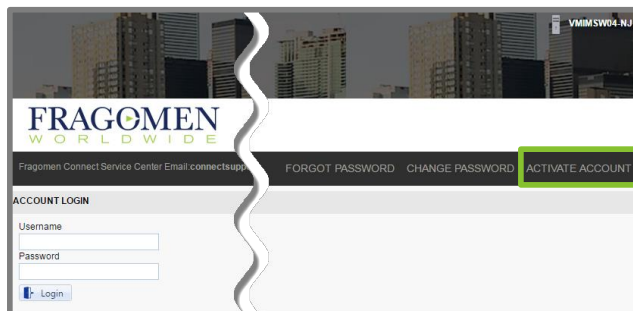 VMIMSW04-NJ
FRAGOMEN
WORLDWIDE
Fragomen Connect Service Center Email:connectsupp
FORGOT PASSWORD CHANGE PASSWORD ACTIVATE ACCOUNT
ACCOUNT LOGIN
Username
Password
Login